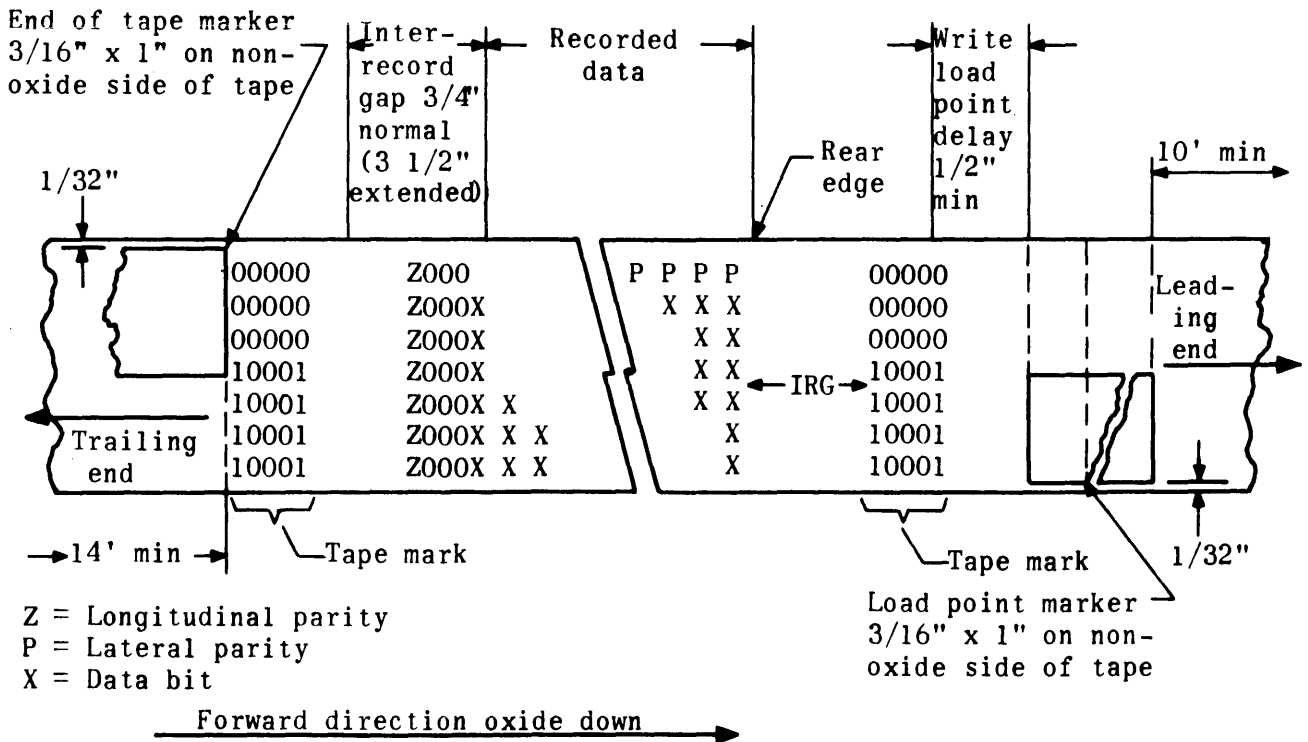 End of tape marker
3/16" x 1" on non-
oxide side of tape
Inter-
record
gap 3/4"
normal
(3 1/2"
extended)
Recorded
data
Write
load
point
delay
1/2"
min
Rear
edge
10' min
1/32"
00000 Z000 P P P P 00000
00000 Z000X X X X 00000
00000 Z000X X X 00000
10001 Z000X X X 10001
10001 Z000X X X X 10001
10001 Z000X X X X 10001
10001 Z000X X X X 10001
IRG
Lead-
ing
end
Trailing
end
14' min
Tape mark
Tape mark
1/32"
Z = Longitudinal parity
P = Lateral parity
X = Data bit
Load point marker
3/16" x 1" on non-
oxide side of tape
Forward direction oxide down